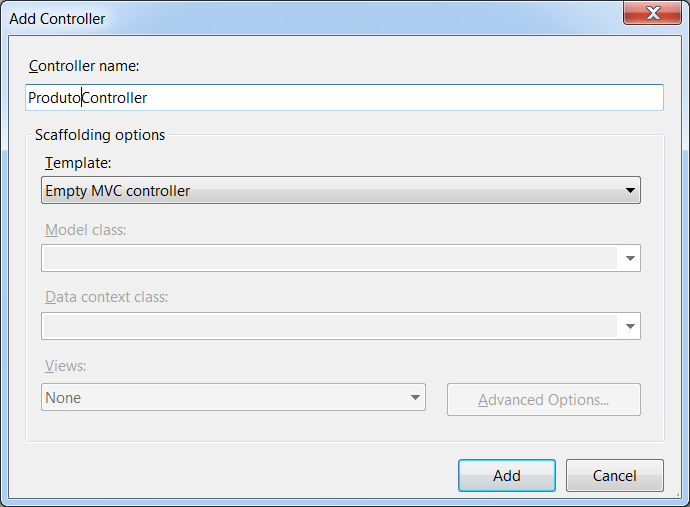 Add Controller
Controller name:
ProdutoController
Scaffolding options
Template:
Empty MVC controller
Model class:
Data context class:
Views:
None
Advanced Options...
Add
Cancel